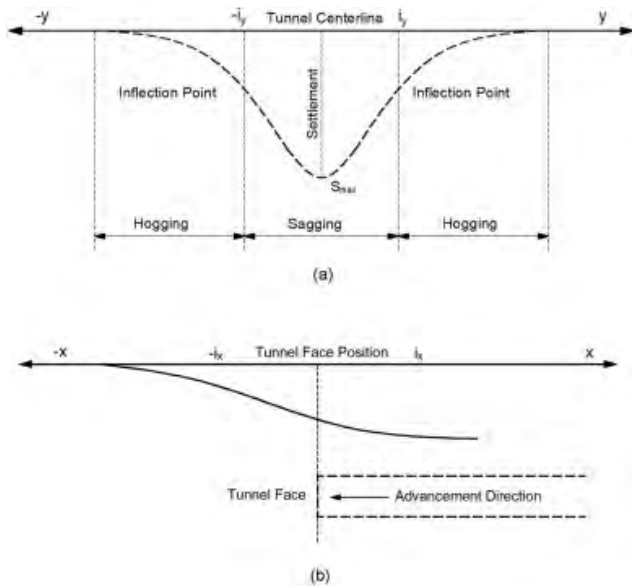 -y -iy Tunnel Centerlina iy y
Inflection Point Settlement Inflection Point
Smax
Hogging Sagging Hogging
(a)
-x -ix Tunnel Face Position ix x
Tunnel Face Advancement Direction
(b)